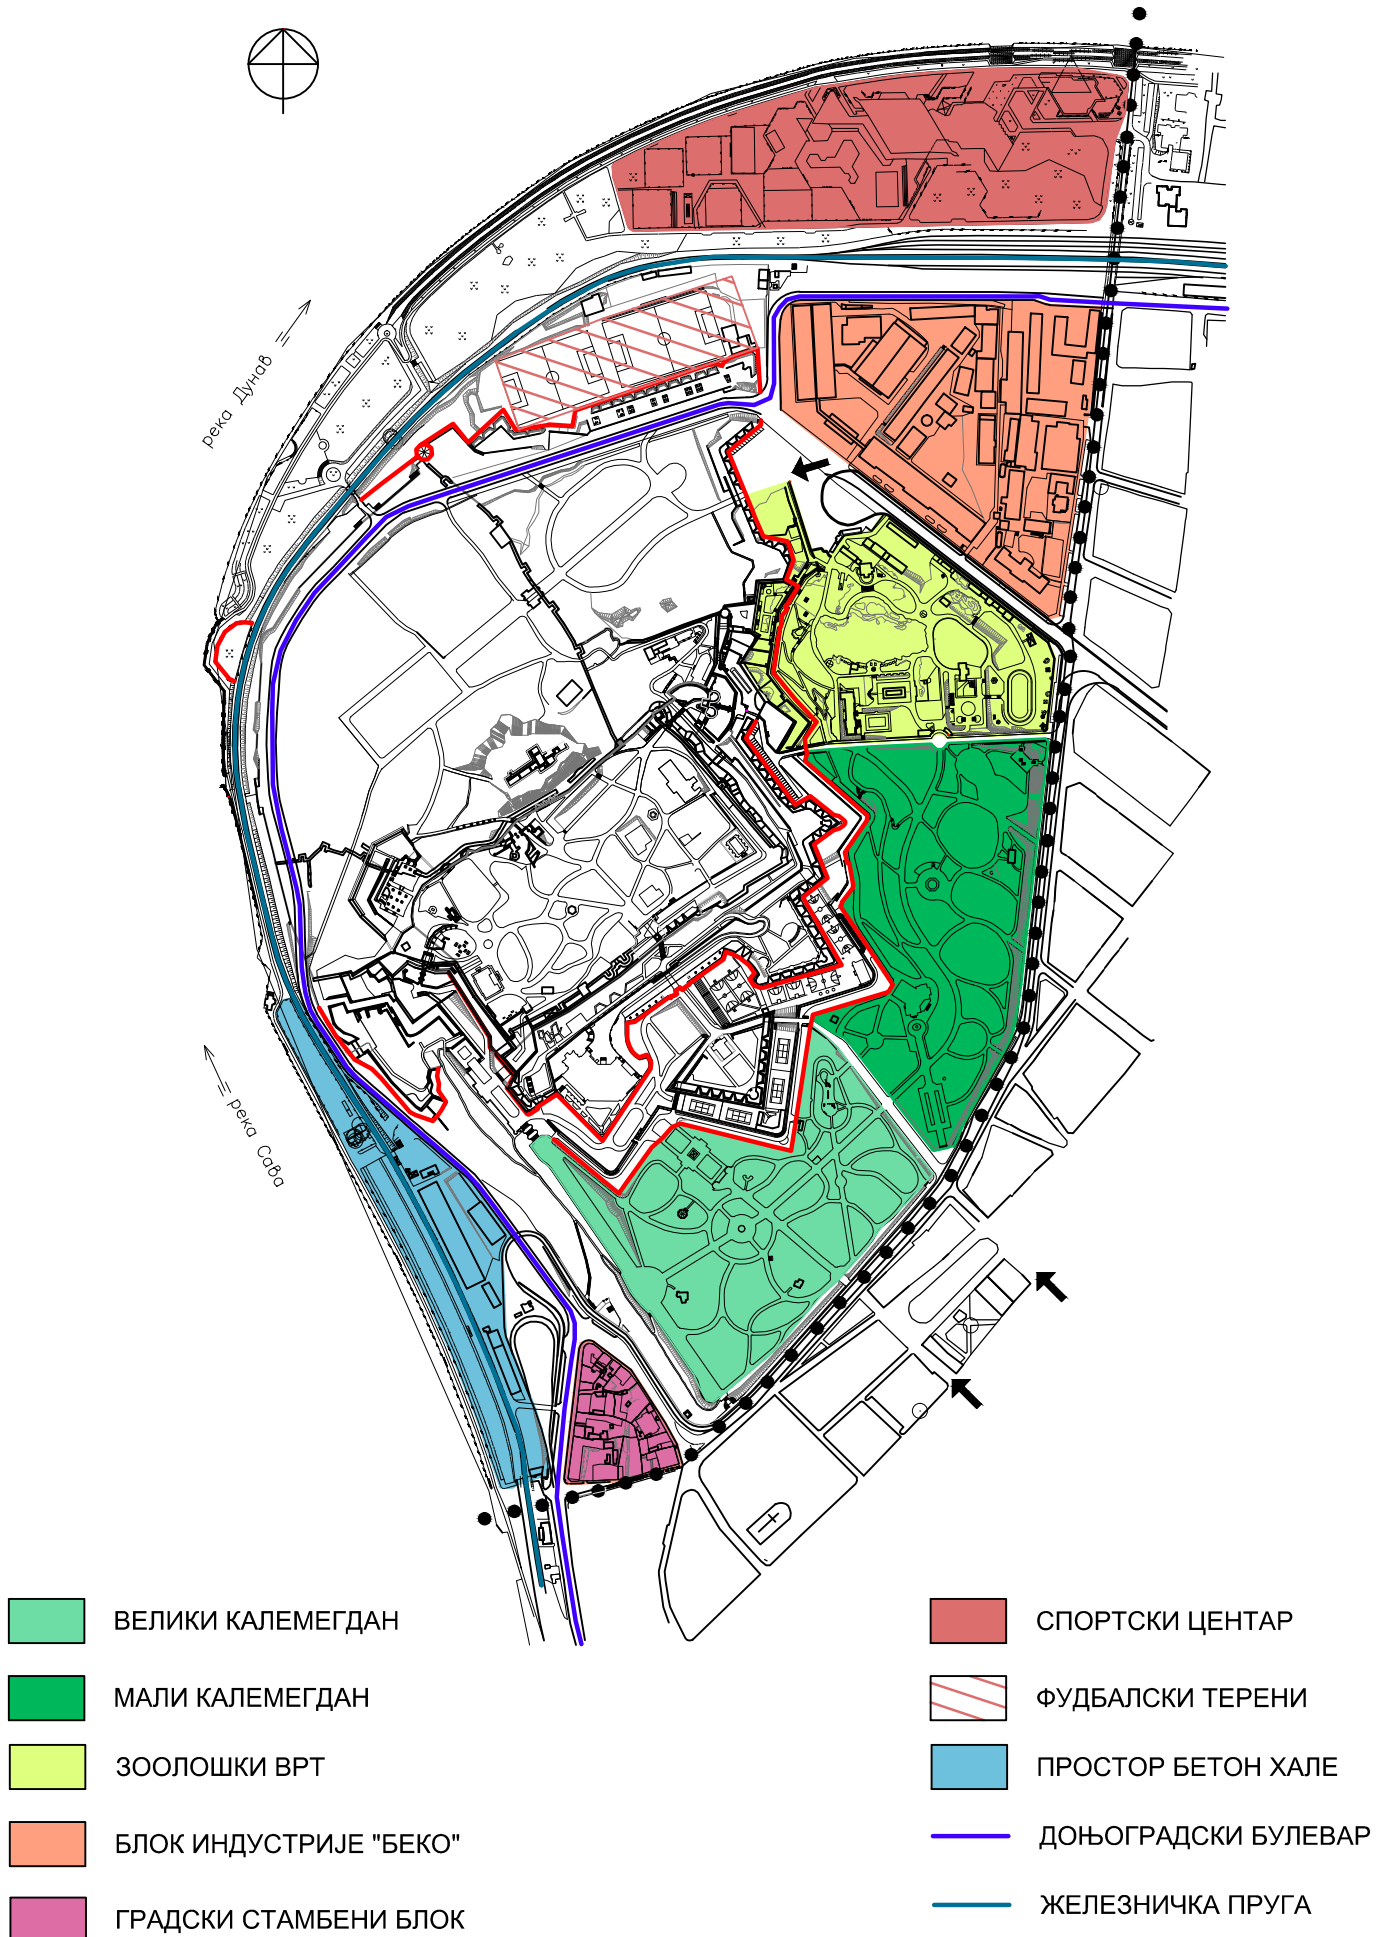 река Дунав
река Сава
ВЕЛИКИ КАЛЕМЕГДАН
МАЛИ КАЛЕМЕГДАН
ЗООЛОШКИ ВРТ
БЛОК ИНДУСТРИЈЕ "БЕКО"
ГРАДСКИ СТАМБЕНИ БЛОК
СПОРТСКИ ЦЕНТАР
ФУДБАЛСКИ ТЕРЕНИ
ПРОСТОР БЕТОН ХАЛЕ
ДОЊОГРАДСКИ БУЛЕВАР
ЖЕЛЕЗНИЧКА ПРУГА